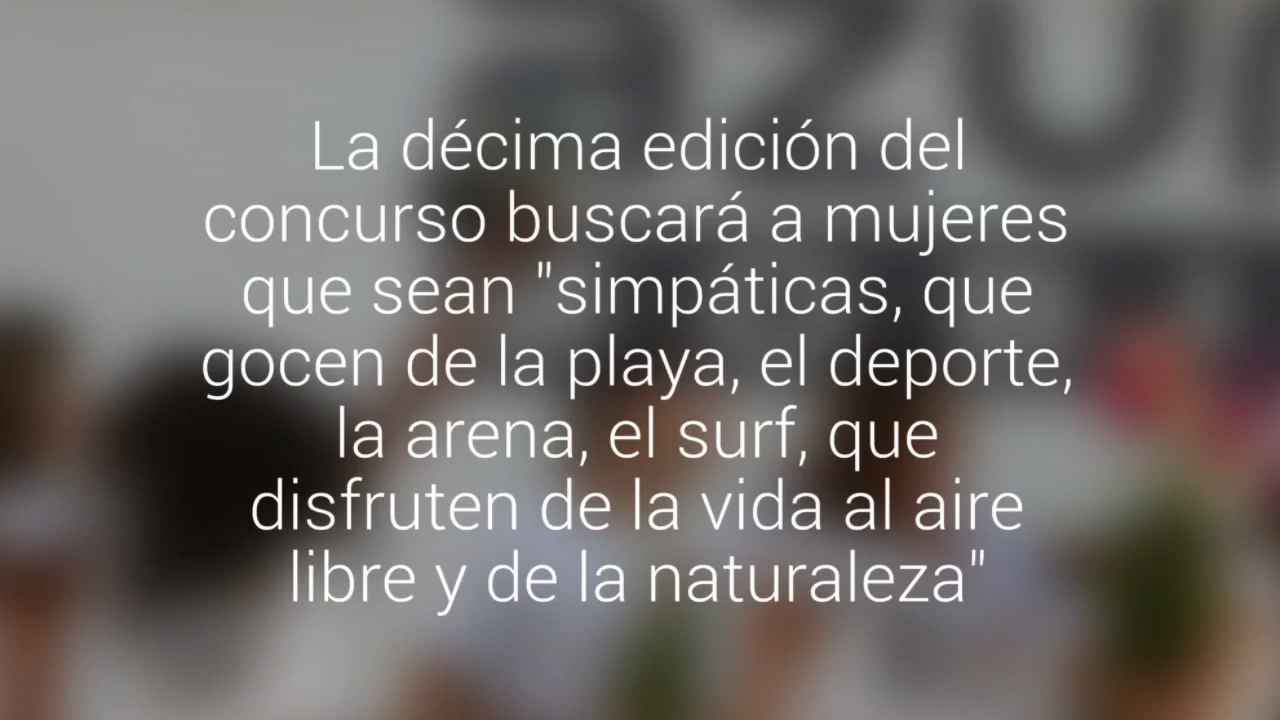 La décima edición del
concurso buscará a mujeres
que sean "simpáticas, que
gocen de la playa, el deporte,
la arena, el surf, que
disfruten de la vida al aire
libre y de la naturaleza"